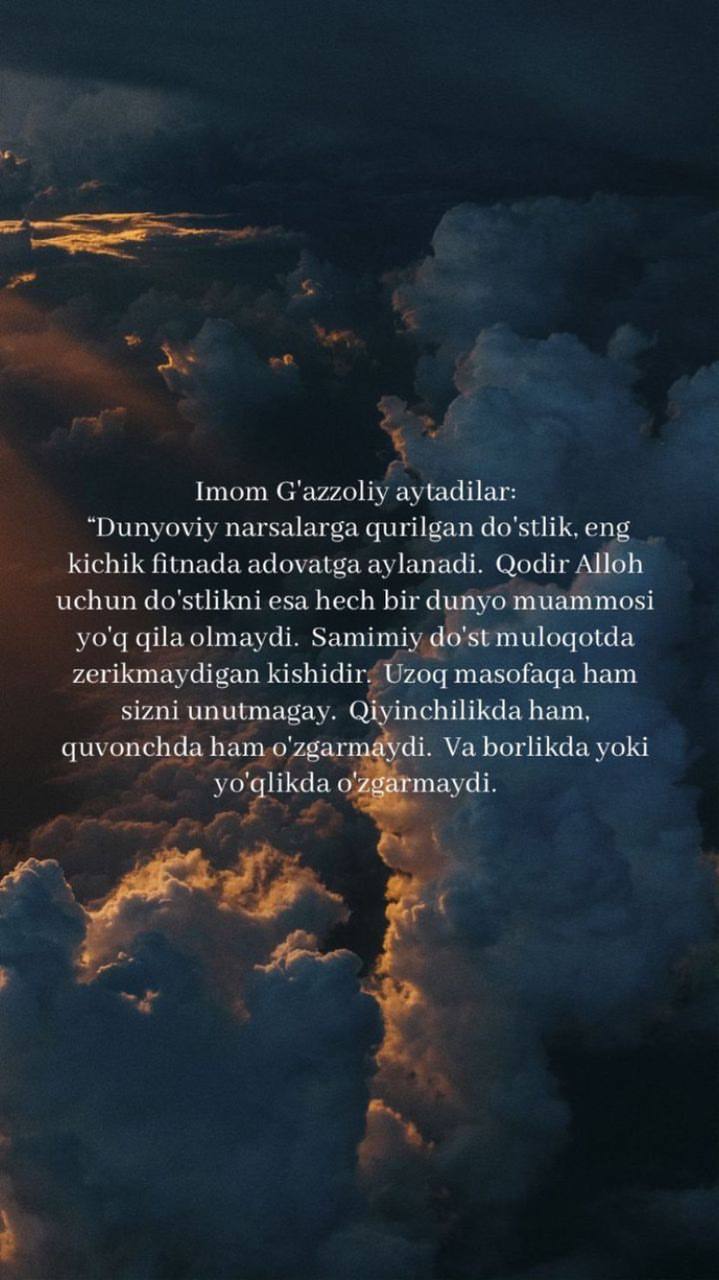 Imom G'azzoliy aytadilar:
“Dunyoviy narsalarga qurilgan do'stlik, eng
kichik fitnada adovatga aylanadi. Qodir Alloh
uchun do'stlikni esa hech bir dunyo muammosi
yo'q qila olmaydi. Samimiy do'st muloqotda
zerikmaydigan kishidir. Uzoq masofaqa ham
sizni unutmagay. Qiyinchilikda ham,
quvonchda ham o'zgarmaydi. Va borlikda yoki
yo'qlikda o'zgarmaydi.